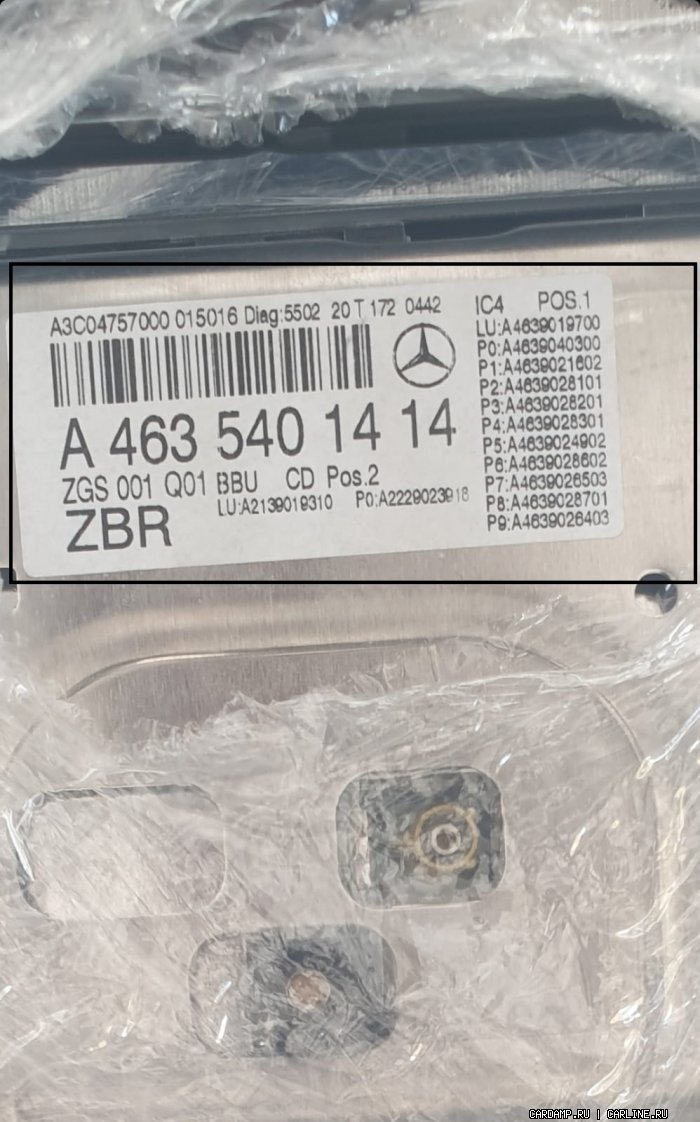 A3C04757000 015016 Diag:5502 20 T 172 0442
A 463 540 14 14
ZGS 001 Q01 BBU CD Pos.2
LU:A2139019310 P0:A2229023918
ZBR
IC4 POS.1
LU:A4639019700
P0:A4639040300
P1:A4639021602
P2:A4639028101
P3:A4639028201
P4:A4639028301
P5:A4639024902
P6:A4639028602
P7:A4639026503
P8:A4639028701
P9:A4639026403
CARDAMP.RU | CARLINE.RU